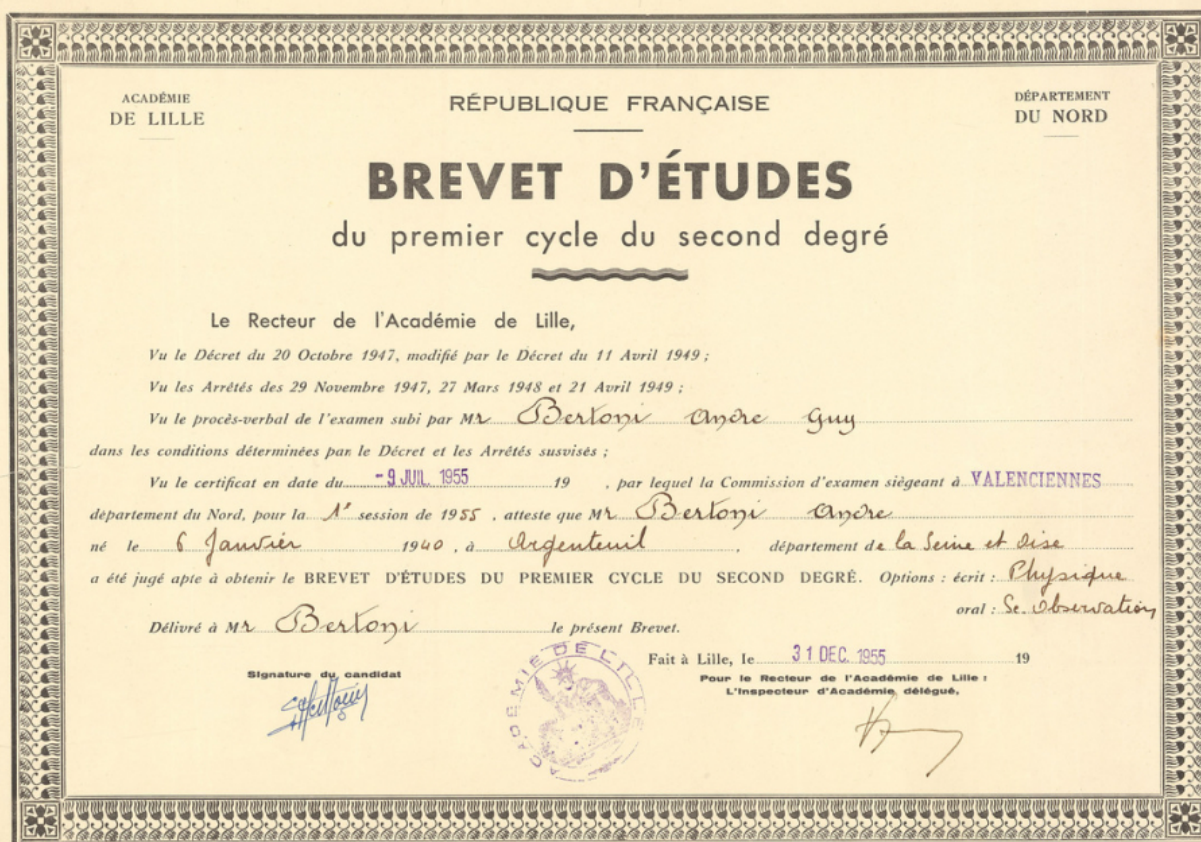 ACADÉMIE
DE LILLE
RÉPUBLIQUE FRANÇAISE
DÉPARTEMENT
DU NORD
BREVET D'ÉTUDES
du premier cycle du second degré
Le Recteur de l'Académie de Lille,
Vu le Décret du 20 Octobre 1947, modifié par le Décret du 11 Avril 1949 ;
Vu les Arrêtés des 29 Novembre 1947, 27 Mars 1948 et 21 Avril 1949 ;
Vu le procès-verbal de l'examen subi par Mr Bertoni Andre Guy
dans les conditions déterminées par le Décret et les Arrêtés susvisés ;
Vu le certificat en date du -9 JUIL. 1955 19 , par lequel la Commission d'examen siégeant à VALENCIENNES
département du Nord, pour la 1e session de 1955 , atteste que Mr Bertoni Andre
né le 6 Janvier 1940 , à Argenteuil , département de la Seine et Oise
a été jugé apte à obtenir le BREVET D'ÉTUDES DU PREMIER CYCLE DU SECOND DEGRÉ. Options : écrit : Physique
oral : Sc. Observation
Délivré à Mr Bertoni le présent Brevet.
Fait à Lille, le 31 DEC. 1955 19
Signature du candidat
Pour le Recteur de l'Académie de Lille :
L'Inspecteur d'Académie délégué,
ACADÉMIE DE LILLE